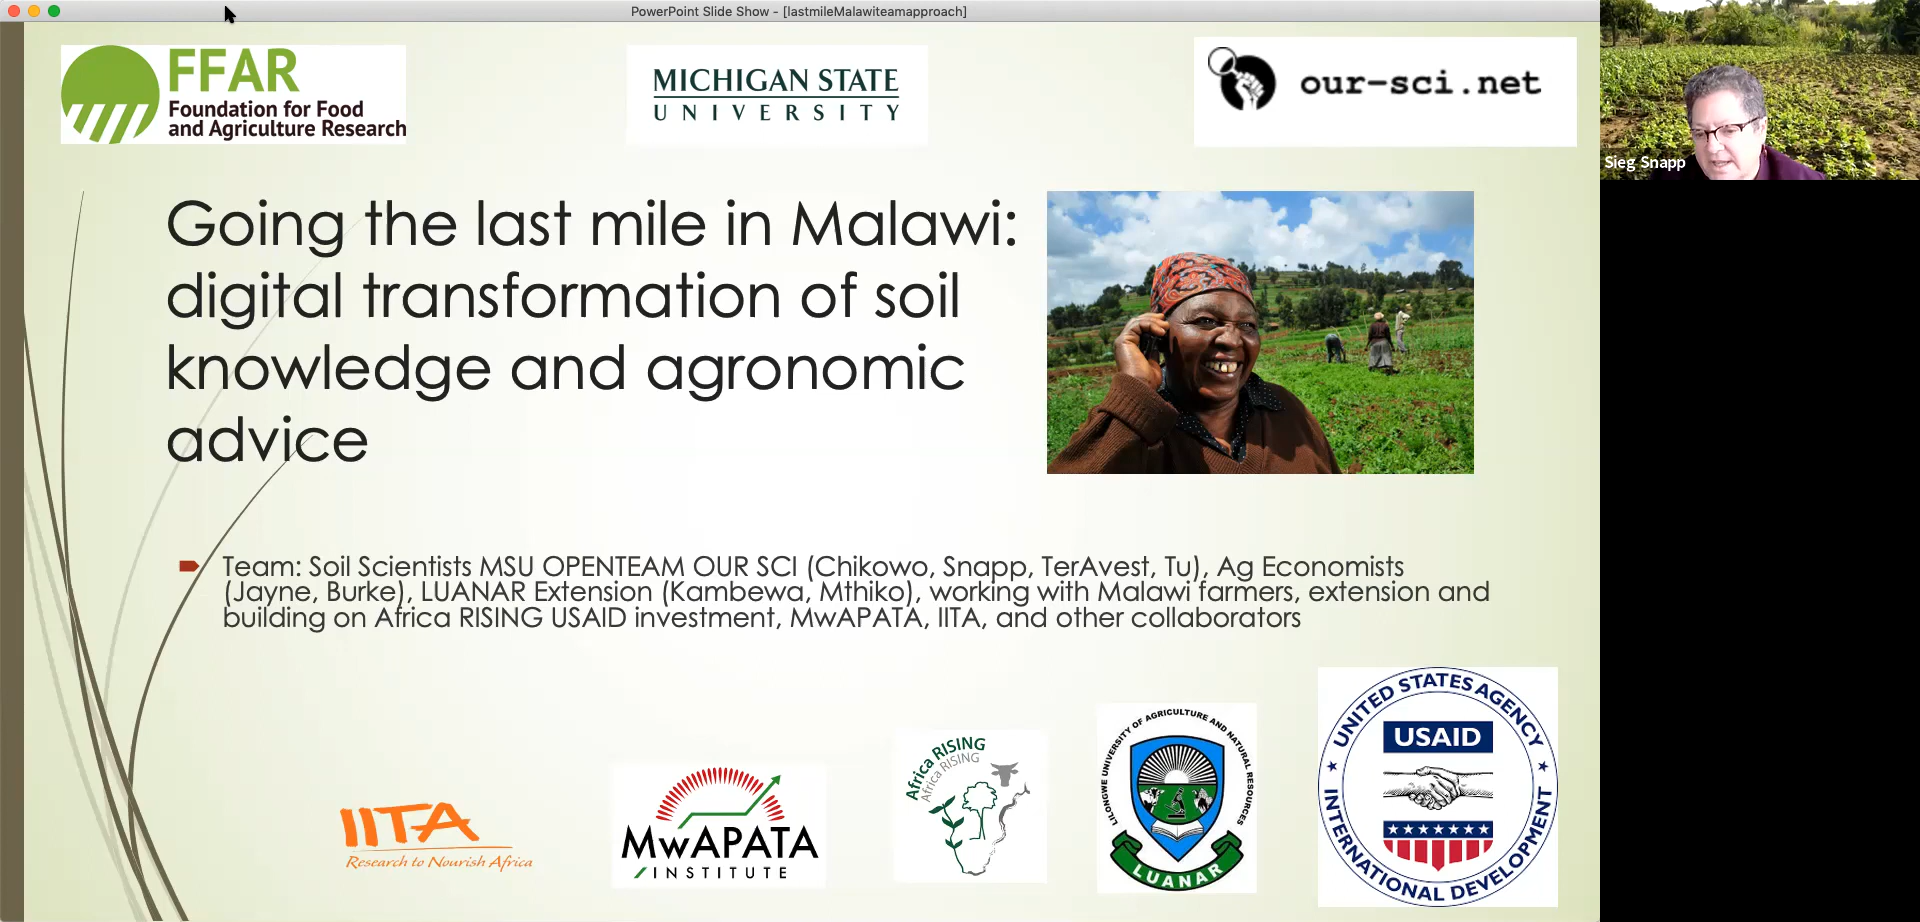 PowerPoint Slide Show - [lastmileMalawiteamapproach]
FFAR
Foundation for Food
and Agriculture Research
MICHIGAN STATE
UNIVERSITY
our-sci.net
Sieg Snapp
Going the last mile in Malawi:
digital transformation of soil
knowledge and agronomic
advice
Team: Soil Scientists MSU OPENTEAM OUR SCI (Chikowo, Snapp, TerAvest, Tu), Ag Economists
(Jayne, Burke), LUANAR Extension (Kambewa, Mthiko), working with Malawi farmers, extension and
building on Africa RISING USAID investment, MwAPATA, IITA, and other collaborators
IITA
Research to Nourish Africa
MwAPATA
INSTITUTE
Africa RISING
Africa RISING
LILONGWE UNIVERSITY OF AGRICULTURE AND NATURAL RESOURCES
LUANAR
UNITED STATES AGENCY
USAID
INTERNATIONAL DEVELOPMENT